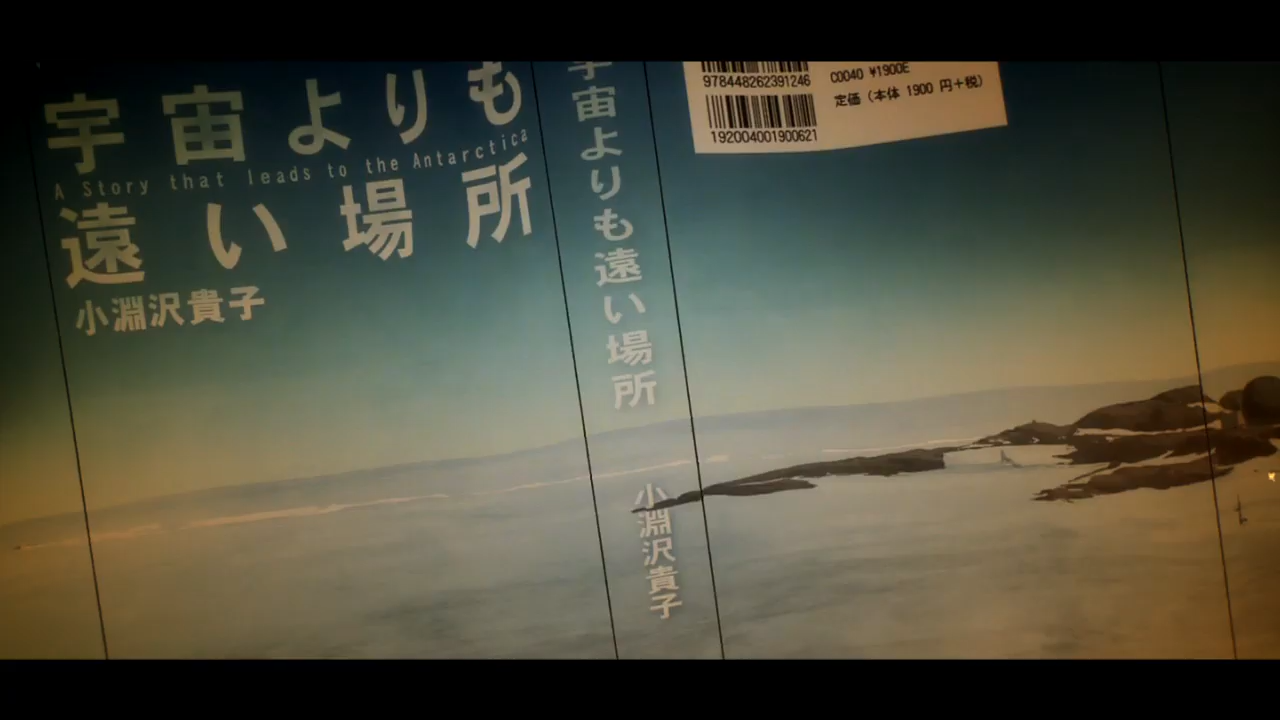 宇宙よりも
A Story that leads to the Antarctica
遠い場所
小淵沢貴子
宇宙よりも遠い場所
小淵沢貴子
978448262391246
C0040 ¥1900E
定価（本体 1900 円＋税）
192004001900621